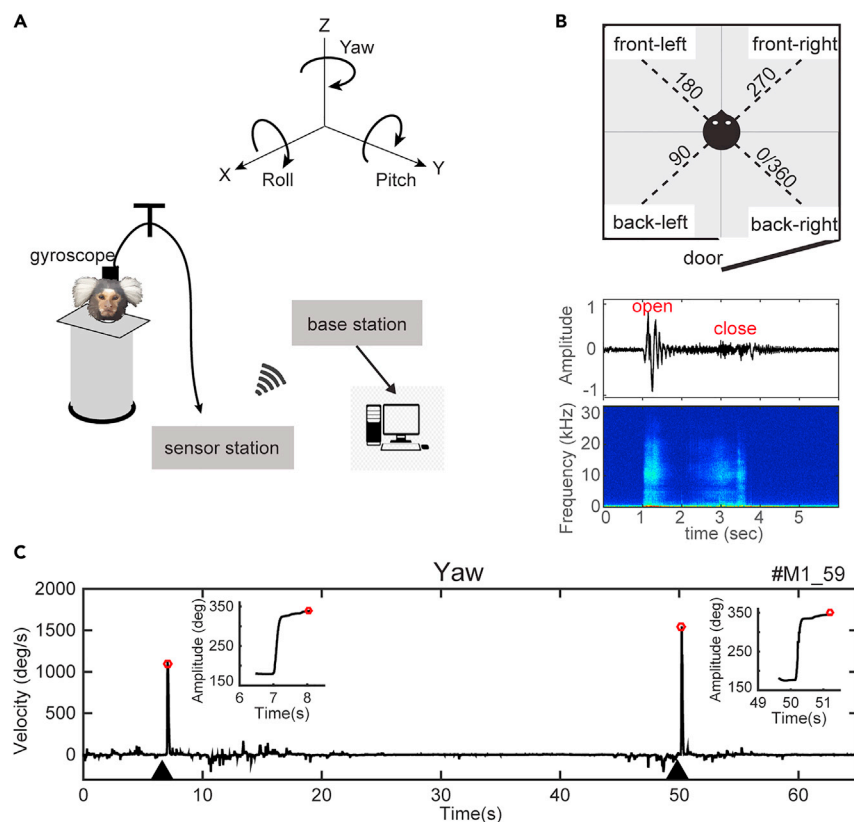 A
Z
Yaw
X
Roll
Pitch
Y
gyroscope
base station
sensor station
B
front-left
front-right
180
270
90
0/360
back-left
back-right
door
Amplitude
1
0
-1
open
close
Frequency (kHz)
30
20
10
0
0
1
2
3
4
5
time (sec)
C
Yaw
#M1_59
Velocity (deg/s)
2000
1500
1000
500
0
Amplitude (deg)
350
250
150
6
7
8
Time(s)
Amplitude (deg)
350
250
150
49
50
51
Time(s)
0
10
20
30
40
50
60
Time(s)